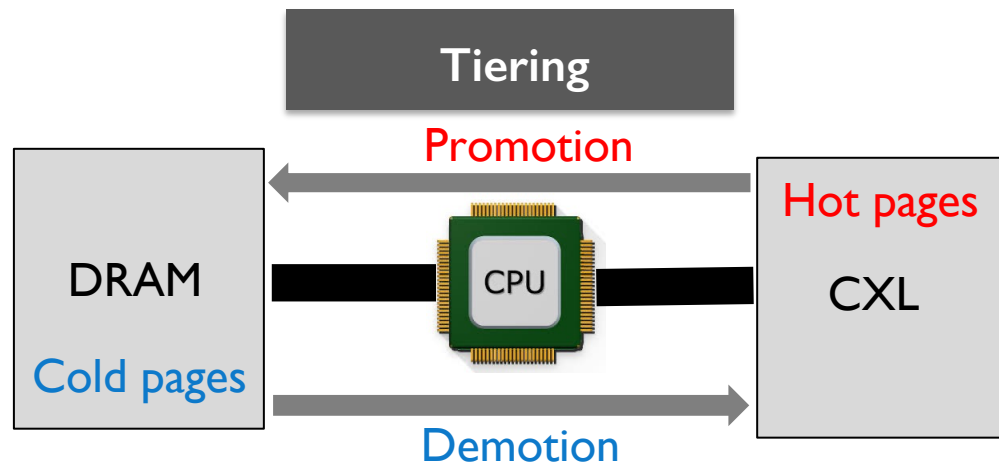 Tiering
Promotion
Hot pages
DRAM
CPU
CXL
Cold pages
Demotion